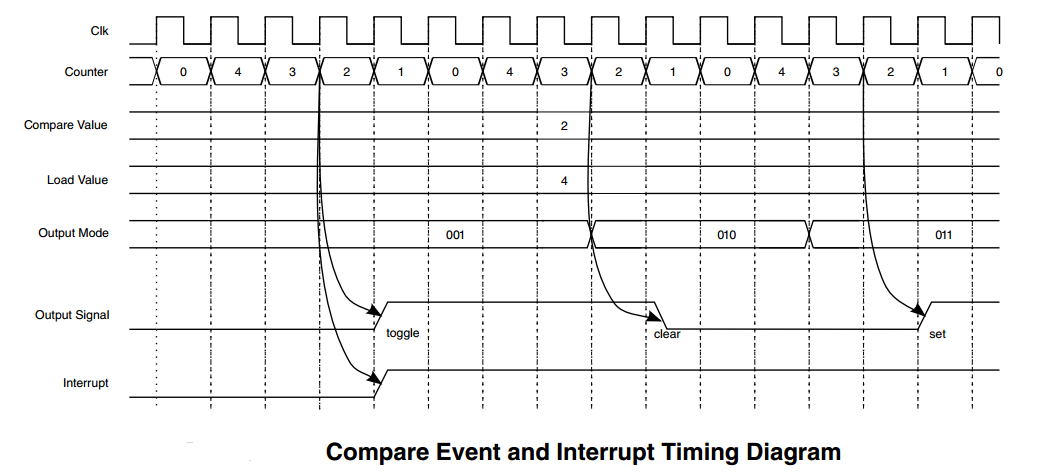 Clk
Counter 0 4 3 2 1 0 4 3 2 1 0 4 3 2 1 0
Compare Value 2
Load Value 4
Output Mode 001 010 011
Output Signal toggle clear set
Interrupt
Compare Event and Interrupt Timing Diagram